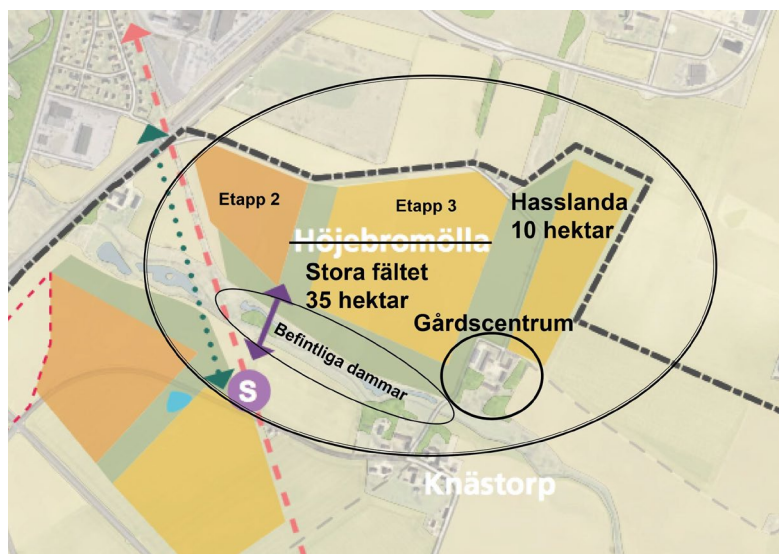 Etapp 2
Etapp 3
Hasslanda
10 hektar
Höjebromölla
Stora fältet
35 hektar
Gårdscentrum
Befintliga dammar
S
Knästorp